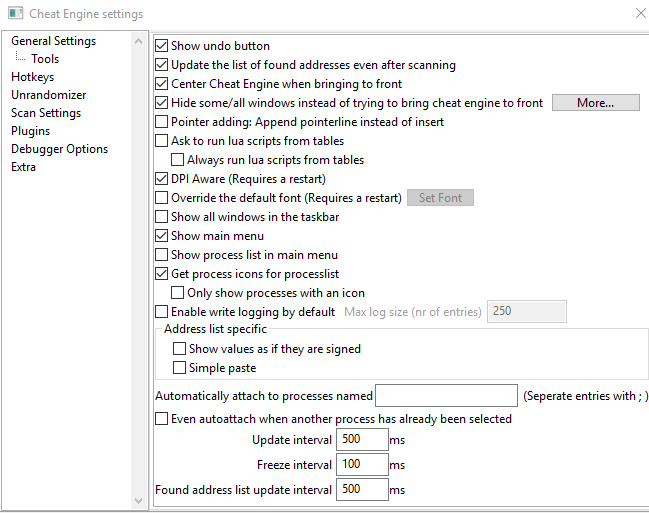 Cheat Engine settings
General Settings
Tools
Hotkeys
Unrandomizer
Scan Settings
Plugins
Debugger Options
Extra
Show undo button
Update the list of found addresses even after scanning
Center Cheat Engine when bringing to front
Hide some/all windows instead of trying to bring cheat engine to front More...
Pointer adding: Append pointerline instead of insert
Ask to run lua scripts from tables
Always run lua scripts from tables
DPI Aware (Requires a restart)
Override the default font (Requires a restart) Set Font
Show all windows in the taskbar
Show main menu
Show process list in main menu
Get process icons for processlist
Only show processes with an icon
Enable write logging by default Max log size (nr of entries) 250
Address list specific
Show values as if they are signed
Simple paste
Automatically attach to processes named (Seperate entries with ; )
Even autoattach when another process has already been selected
Update interval 500 ms
Freeze interval 100 ms
Found address list update interval 500 ms